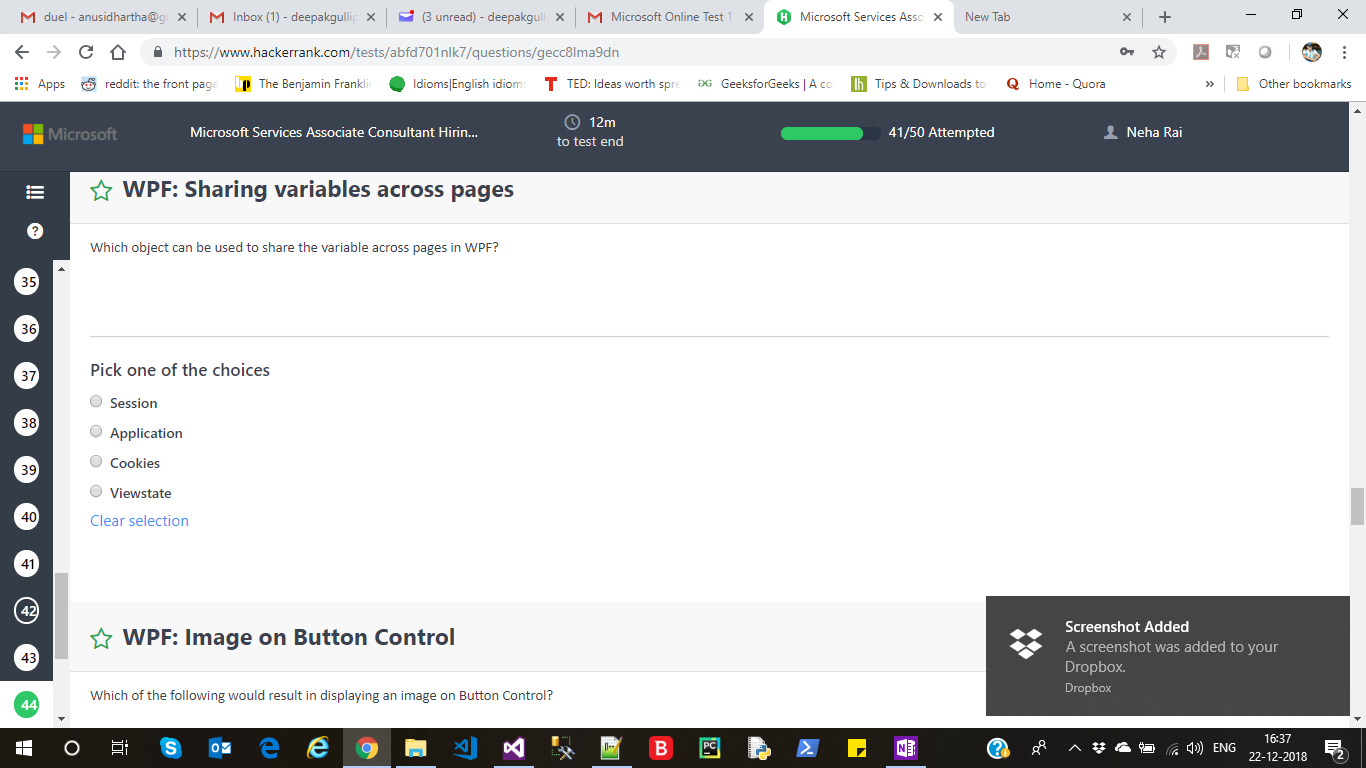 duel - anusidhartha@g
Inbox (1) - deepakgullip
(3 unread) - deepakgull
Microsoft Online Test 1
Microsoft Services Asso
New Tab
https://www.hackerrank.com/tests/abfd701nlk7/questions/gecc8lma9dn
Apps
reddit: the front page
The Benjamin Franklin
Idioms|English idioms
TED: Ideas worth spre
GeeksforGeeks | A co
Tips & Downloads to
Home - Quora
»
Other bookmarks
Microsoft
Microsoft Services Associate Consultant Hirin...
12m
to test end
41/50 Attempted
Neha Rai
WPF: Sharing variables across pages
?
Which object can be used to share the variable across pages in WPF?
35
36
37
Pick one of the choices
Session
38
Application
Cookies
39
Viewstate
40
Clear selection
41
42
WPF: Image on Button Control
43
Which of the following would result in displaying an image on Button Control?
44
Screenshot Added
A screenshot was added to your
Dropbox.
Dropbox
ENG
16:37
22-12-2018
2